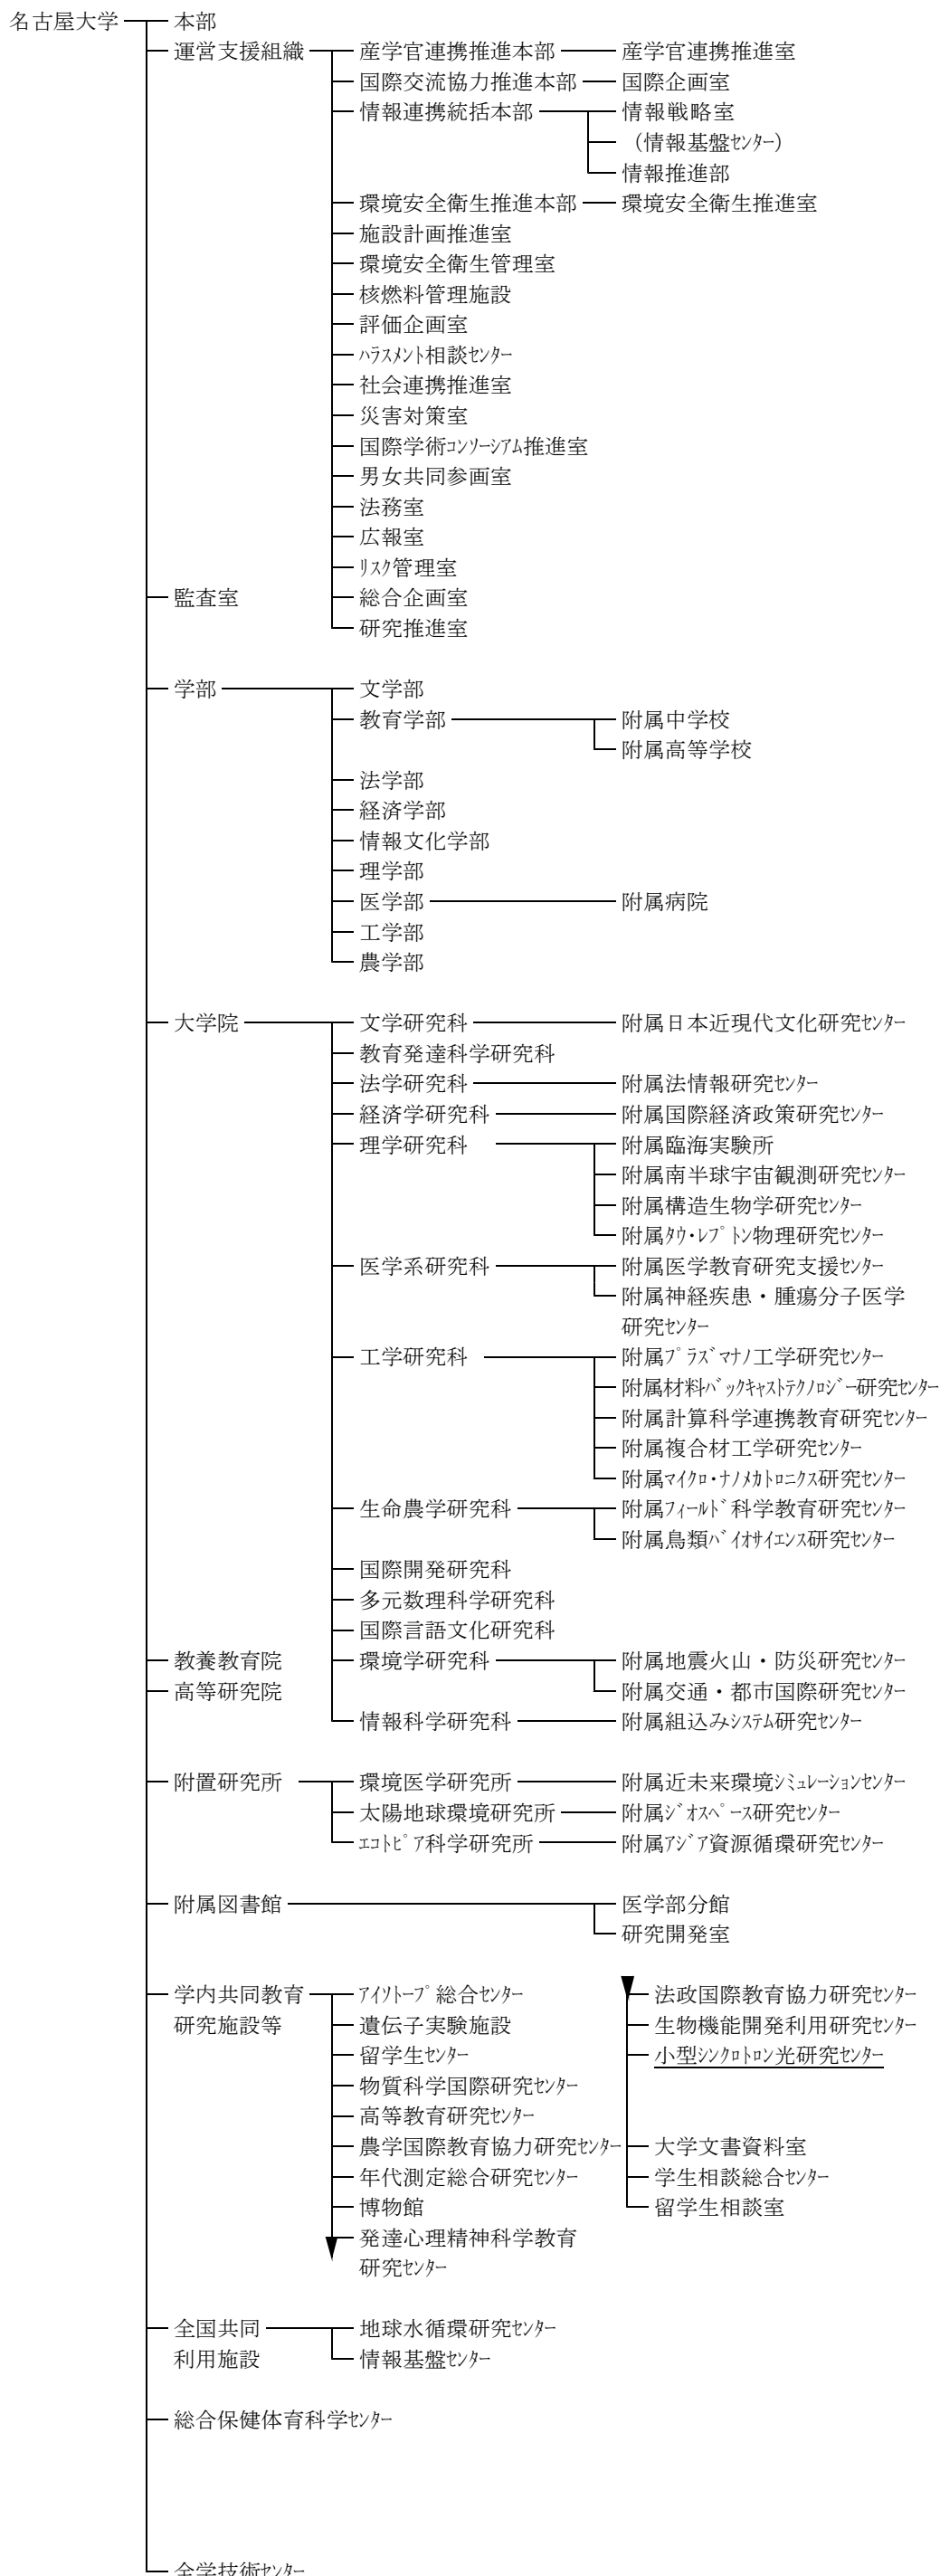 名古屋大学 本部
運営支援組織 産学官連携推進本部 産学官連携推進室
国際交流協力推進本部 国際企画室
情報連携統括本部 情報戦略室
（情報基盤ｾﾝﾀｰ）
情報推進部
環境安全衛生推進本部 環境安全衛生推進室
施設計画推進室
環境安全衛生管理室
核燃料管理施設
評価企画室
ﾊﾗｽﾒﾝﾄ相談ｾﾝﾀｰ
社会連携推進室
災害対策室
国際学術ｺﾝｿｰｼｱﾑ推進室
男女共同参画室
法務室
広報室
ﾘｽｸ管理室
監査室 総合企画室
研究推進室
学部 文学部
教育学部 附属中学校
附属高等学校
法学部
経済学部
情報文化学部
理学部
医学部 附属病院
工学部
農学部
大学院 文学研究科 附属日本近現代文化研究ｾﾝﾀｰ
教育発達科学研究科
法学研究科 附属法情報研究ｾﾝﾀｰ
経済学研究科 附属国際経済政策研究ｾﾝﾀｰ
理学研究科 附属臨海実験所
附属南半球宇宙観測研究ｾﾝﾀｰ
附属構造生物学研究ｾﾝﾀｰ
附属ﾀｳ・ﾚﾌﾟﾄﾝ物理研究ｾﾝﾀｰ
医学系研究科 附属医学教育研究支援ｾﾝﾀｰ
附属神経疾患・腫瘍分子医学
研究ｾﾝﾀｰ
工学研究科 附属ﾌﾟﾗｽﾞﾏﾅﾉ工学研究ｾﾝﾀｰ
附属材料ﾊﾞｯｸｷｬｽﾄﾃｸﾉﾛｼﾞｰ研究ｾﾝﾀｰ
附属計算科学連携教育研究ｾﾝﾀｰ
附属複合材工学研究ｾﾝﾀｰ
附属ﾏｲｸﾛ・ﾅﾉﾒｶﾄﾛﾆｸｽ研究ｾﾝﾀｰ
生命農学研究科 附属ﾌｨｰﾙﾄﾞ科学教育研究ｾﾝﾀｰ
附属鳥類ﾊﾞｲｵｻｲｴﾝｽ研究ｾﾝﾀｰ
国際開発研究科
多元数理科学研究科
国際言語文化研究科
教養教育院 環境学研究科 附属地震火山・防災研究ｾﾝﾀｰ
高等研究院 附属交通・都市国際研究ｾﾝﾀｰ
情報科学研究科 附属組込みｼｽﾃﾑ研究ｾﾝﾀｰ
附置研究所 環境医学研究所 附属近未来環境ｼﾐｭﾚｰｼｮﾝｾﾝﾀｰ
太陽地球環境研究所 附属ｼﾞｵｽﾍﾟｰｽ研究ｾﾝﾀｰ
ｴｺﾄﾋﾟｱ科学研究所 附属ｱｼﾞｱ資源循環研究ｾﾝﾀｰ
附属図書館 医学部分館
研究開発室
学内共同教育 ｱｲｿﾄｰﾌﾟ総合ｾﾝﾀｰ 法政国際教育協力研究ｾﾝﾀｰ
研究施設等 遺伝子実験施設 生物機能開発利用研究ｾﾝﾀｰ
留学生ｾﾝﾀｰ 小型ｼﾝｸﾛﾄﾛﾝ光研究ｾﾝﾀｰ
物質科学国際研究ｾﾝﾀｰ
高等教育研究ｾﾝﾀｰ
農学国際教育協力研究ｾﾝﾀｰ 大学文書資料室
年代測定総合研究ｾﾝﾀｰ 学生相談総合ｾﾝﾀｰ
博物館 留学生相談室
発達心理精神科学教育
研究ｾﾝﾀｰ
全国共同 地球水循環研究ｾﾝﾀｰ
利用施設 情報基盤ｾﾝﾀｰ
総合保健体育科学ｾﾝﾀｰ
全学技術ｾﾝﾀｰ